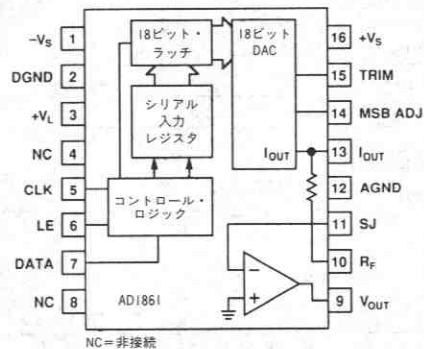 -VS 1
DGND 2
+VL 3
NC 4
CLK 5
LE 6
DATA 7
NC 8
18ビット・
ラッチ
シリアル
入力
レジスタ
コントロール・
ロジック
AD1861
18ビット
DAC
IOUT
16 +VS
15 TRIM
14 MSB ADJ
13 IOUT
12 AGND
11 SJ
10 RF
9 VOUT
−
+
NC=非接続